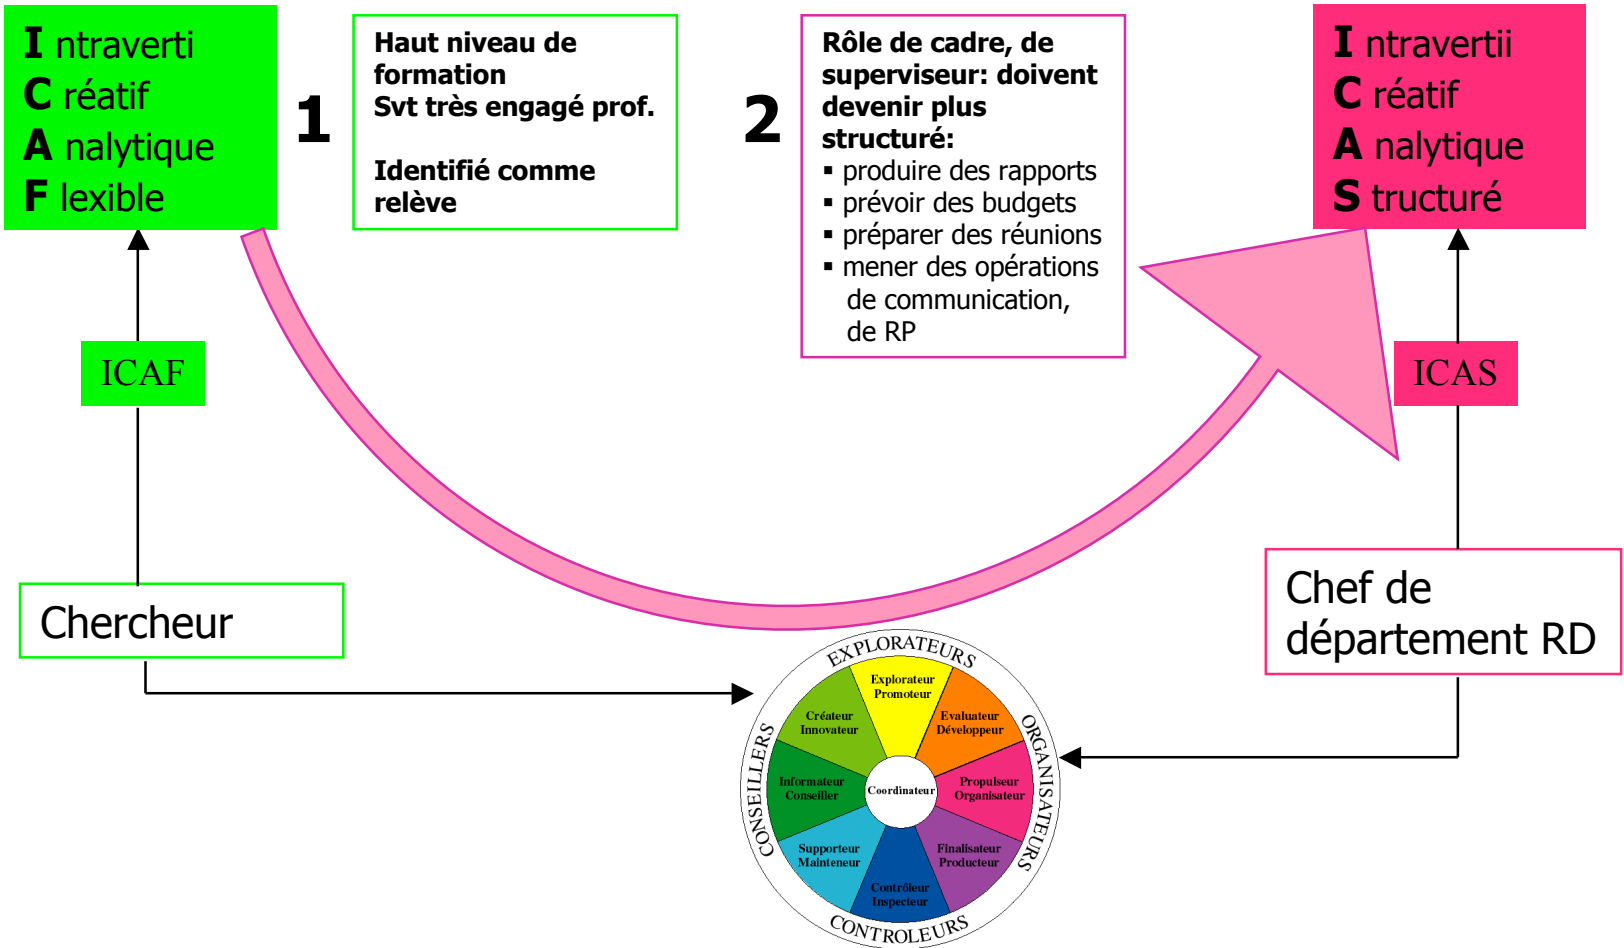 I ntraverti
C réatif
A nalytique
F lexible
1
Haut niveau de
formation
Svt très engagé prof.
Identifié comme
relève
2
Rôle de cadre, de
superviseur: doivent
devenir plus
structuré:
▪ produire des rapports
▪ prévoir des budgets
▪ préparer des réunions
▪ mener des opérations
de communication,
de RP
I ntravertii
C réatif
A nalytique
S tructuré
ICAF
ICAS
Chercheur
Chef de
département RD
EXPLORATEURS
ORGANISATEURS
CONTROLEURS
CONSEILLERS
Explorateur
Promoteur
Evaluateur
Développeur
Propulseur
Organisateur
Finalisateur
Producteur
Contrôleur
Inspecteur
Supporteur
Mainteneur
Informateur
Conseiller
Créateur
Innovateur
Coordinateur